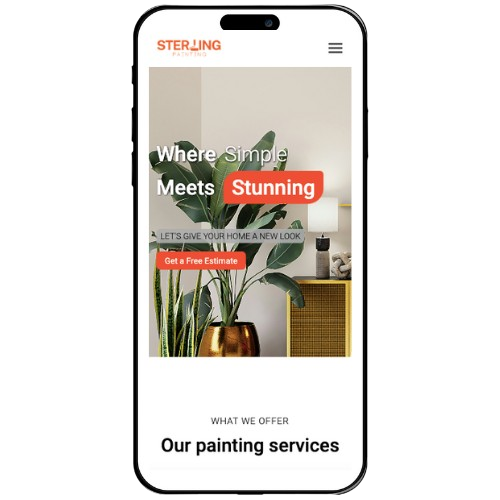 STERLING
PAINTING
Where Simple
Meets Stunning
LET'S GIVE YOUR HOME A NEW LOOK .
Get a Free Estimate
WHAT WE OFFER
Our painting services